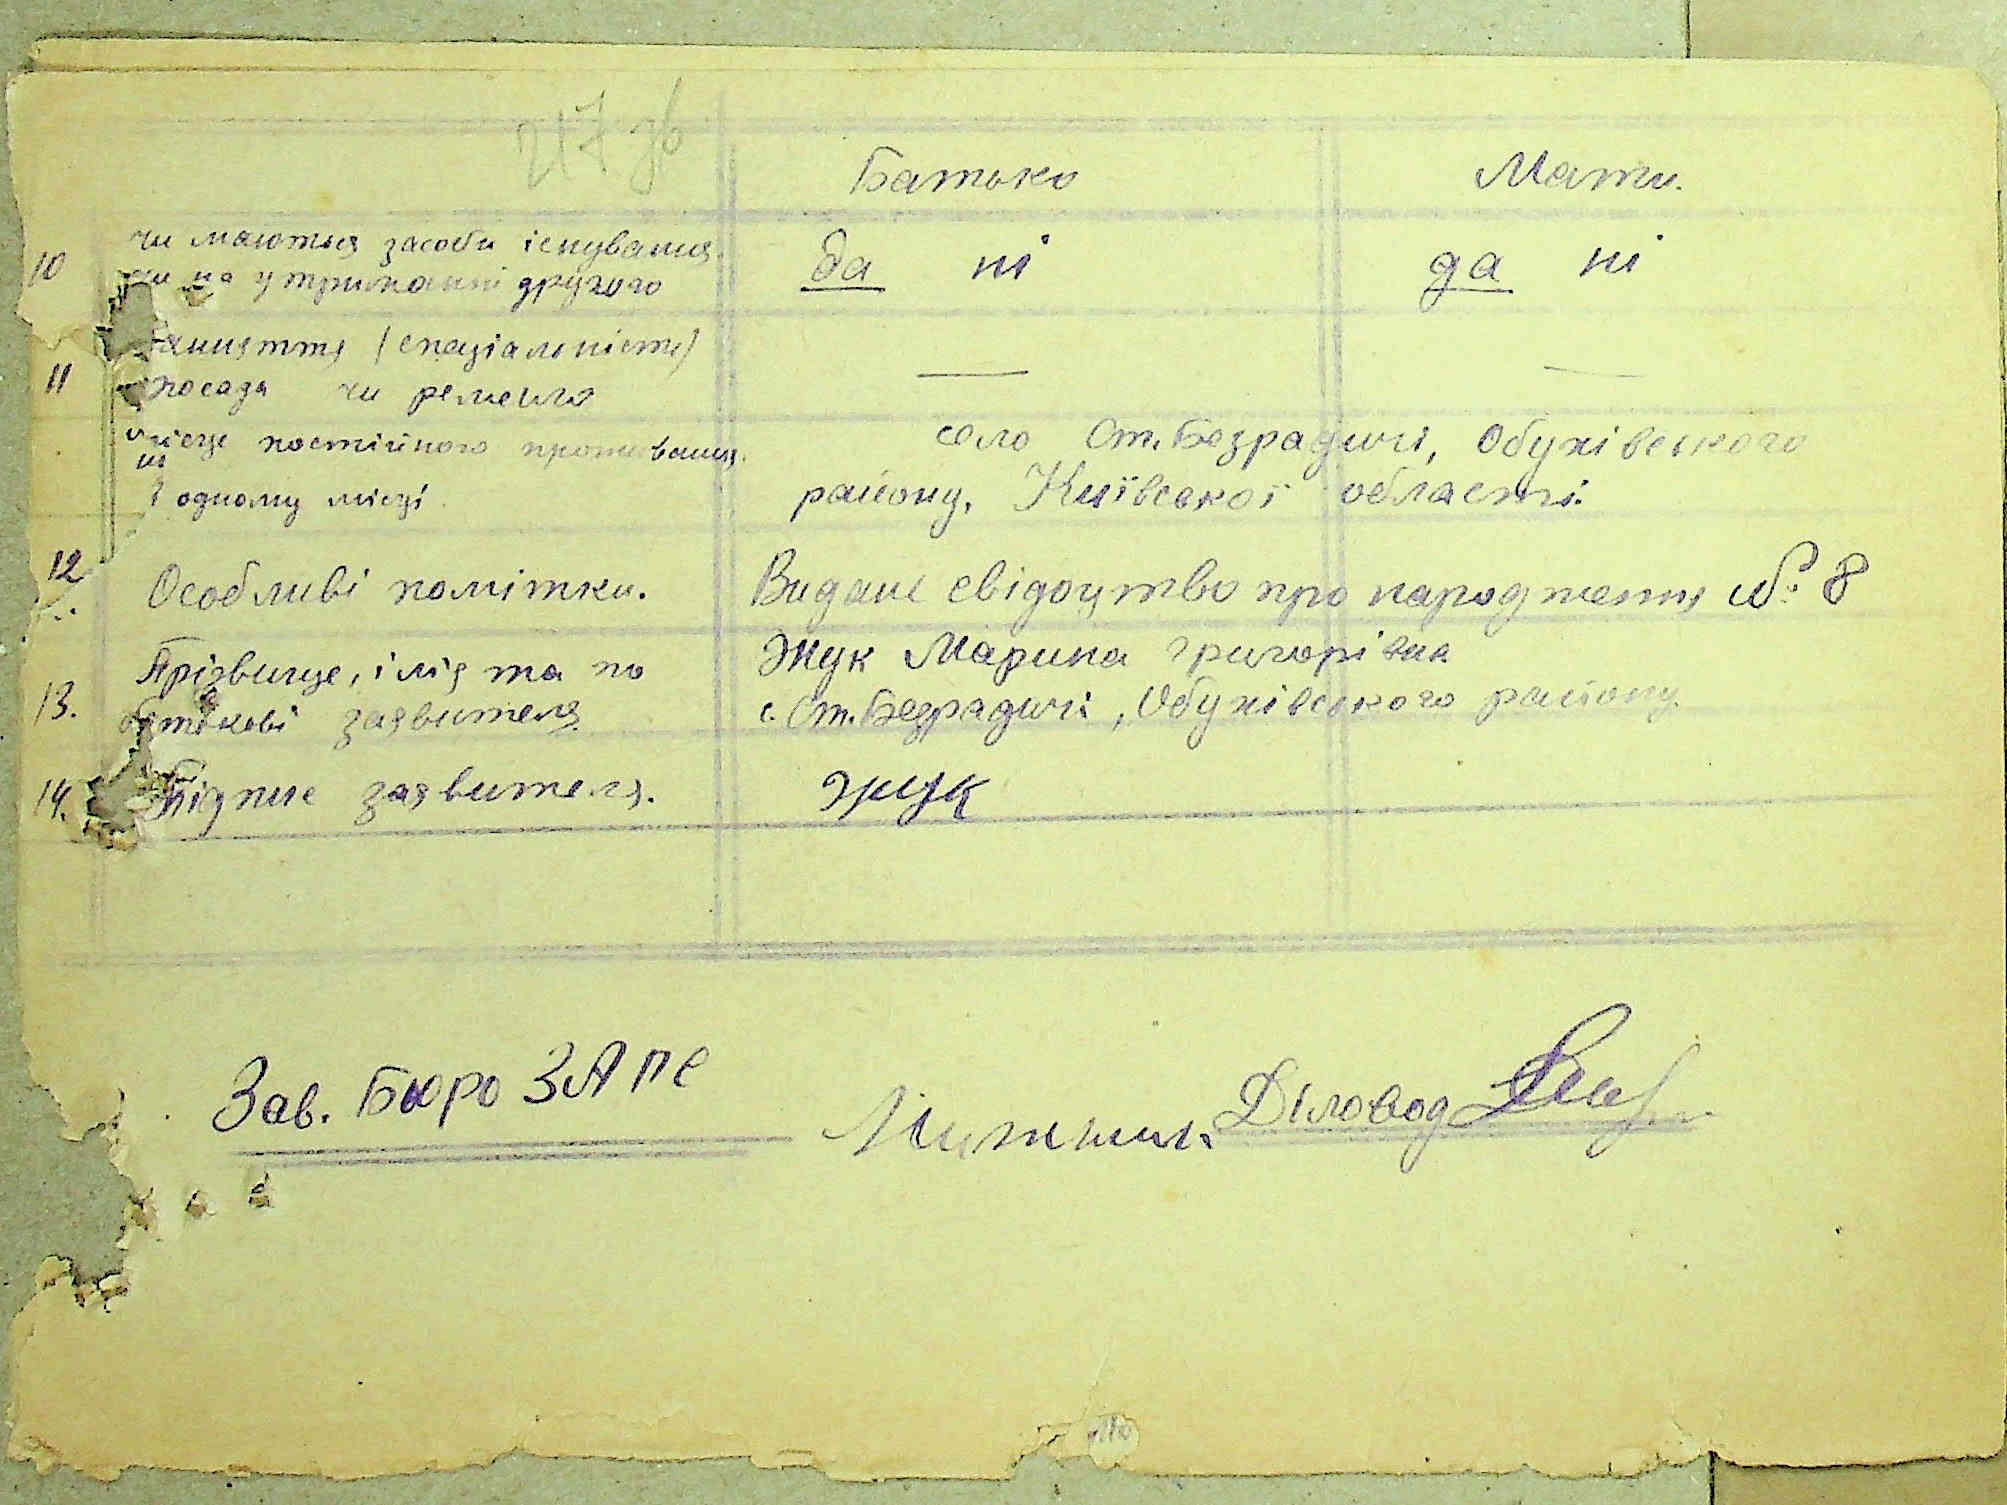 217 зв
Батько Мати.
10 чи маються засоби існування
чи на утриманні другого да ні да ні
11 Заняття (спеціальність)
посада чи ремесло — —
місце постійного проживання. село Ст. Безрадичі, Обухівського
в одному місці району, Київської області.
12. Особливі помітки. Видане свідоцтво про народження № 8
13. Прізвище, імя та по Жук Марина Григорівна
батькові заявителя с. Ст. Безрадичі, Обухівського району.
14. Підпис заявителя. Жук
Зав. Бюро ЗАГС Діловод